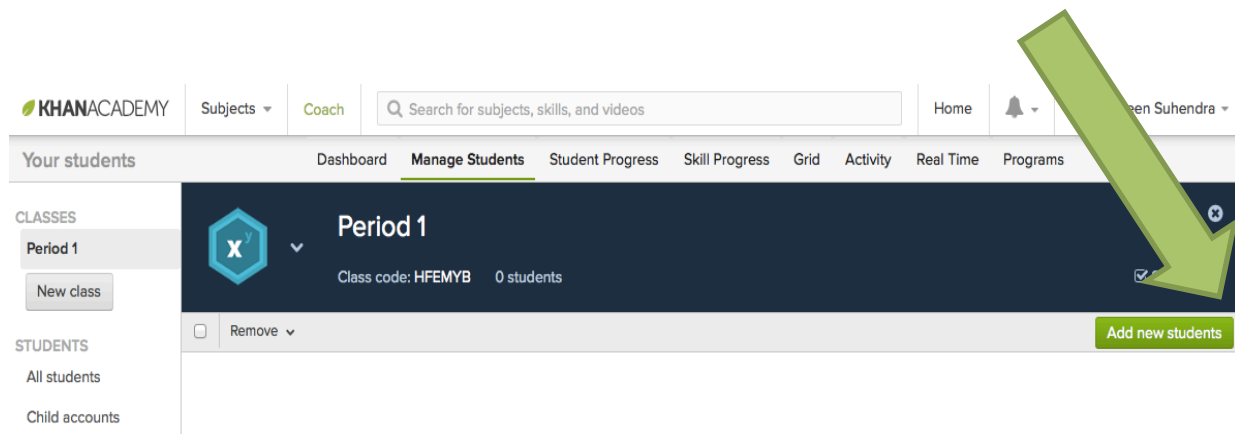 KHANACADEMY Subjects Coach Search for subjects, skills, and videos Home Suhendra
Your students Dashboard Manage Students Student Progress Skill Progress Grid Activity Real Time Programs
CLASSES
Period 1
New class
STUDENTS
All students
Child accounts
x y
Period 1
Class code: HFEMYB 0 students
Remove Add new students